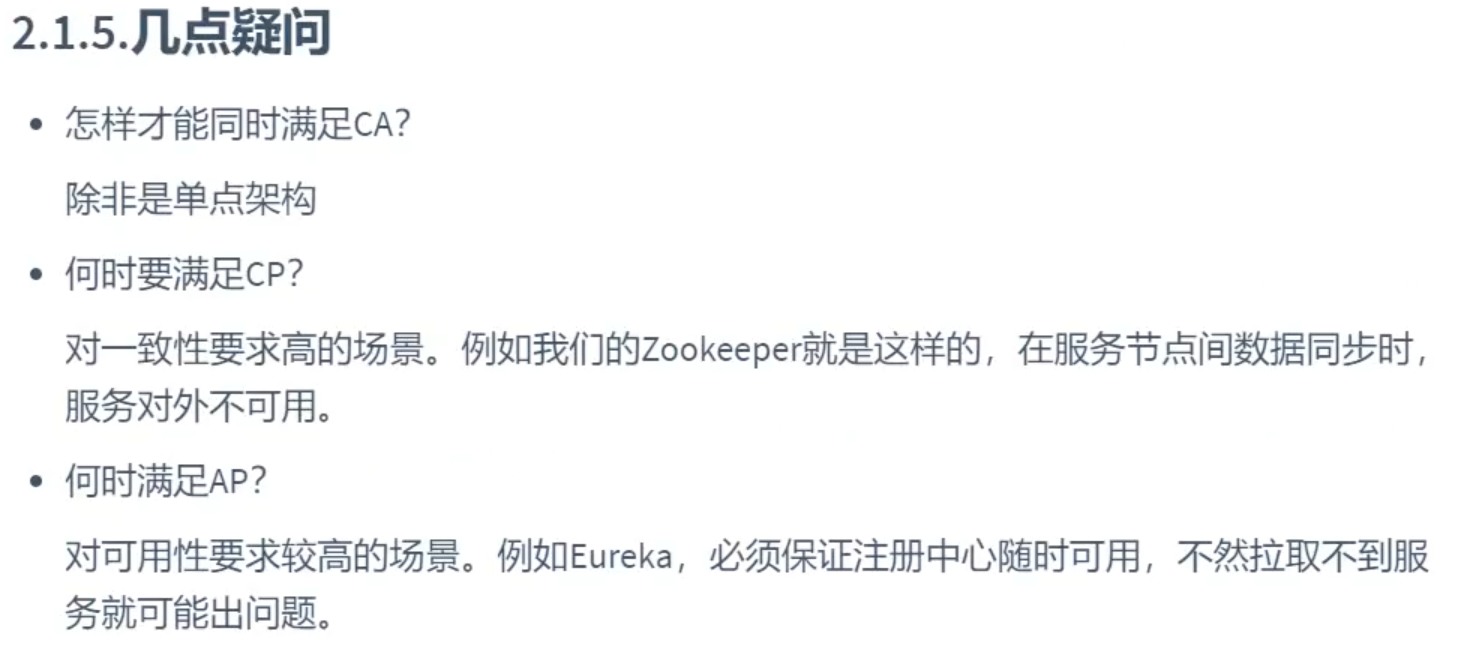 2.1.5.几点疑问
• 怎样才能同时满足CA？
除非是单点架构
• 何时要满足CP？
对一致性要求高的场景。例如我们的Zookeeper就是这样的，在服务节点间数据同步时，
服务对外不可用。
• 何时满足AP？
对可用性要求较高的场景。例如Eureka，必须保证注册中心随时可用，不然拉取不到服
务就可能出问题。